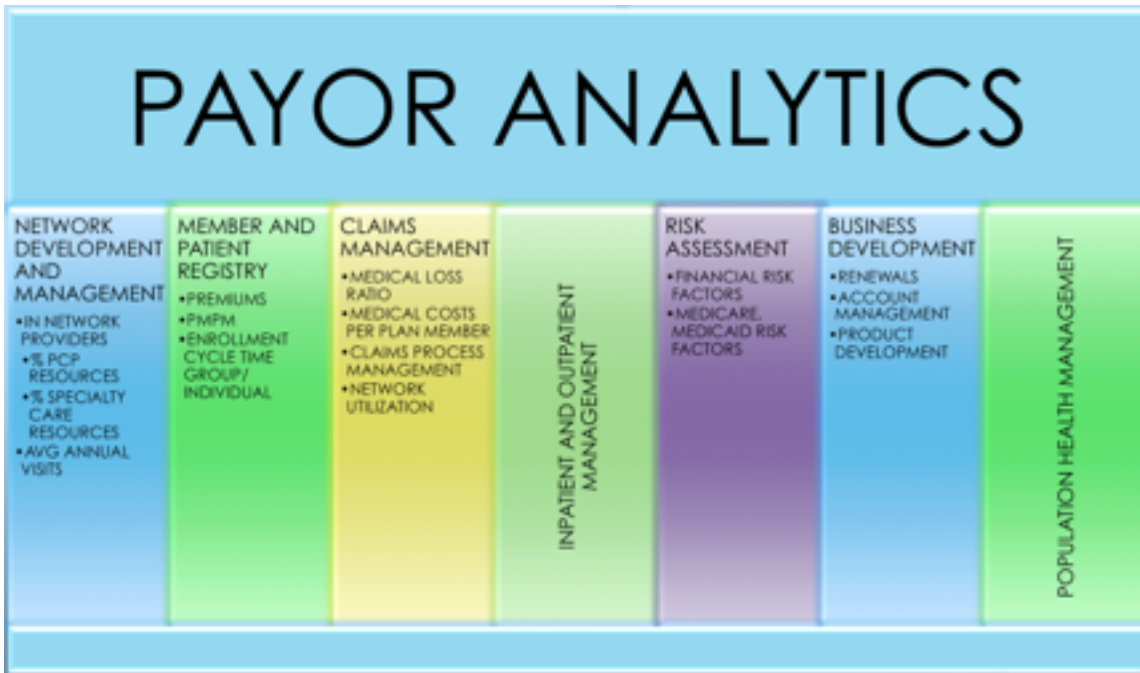 PAYOR ANALYTICS
NETWORK
DEVELOPMENT
AND
MANAGEMENT
•IN NETWORK
PROVIDERS
•% PCP
RESOURCES
•% SPECIALTY
CARE
RESOURCES
•AVG ANNUAL
VISITS
MEMBER AND
PATIENT
REGISTRY
•PREMIUMS
•PMPM
•ENROLLMENT
CYCLE TIME
GROUP/
INDIVIDUAL
CLAIMS
MANAGEMENT
•MEDICAL LOSS
RATIO
•MEDICAL COSTS
PER PLAN MEMBER
•CLAIMS PROCESS
MANAGEMENT
•NETWORK
UTILIZATION
INPATIENT AND OUTPATIENT
MANAGEMENT
RISK
ASSESSMENT
•FINANCIAL RISK
FACTORS
•MEDICARE,
MEDICAID RISK
FACTORS
BUSINESS
DEVELOPMENT
•RENEWALS
•ACCOUNT
MANAGEMENT
•PRODUCT
DEVELOPMENT
POPULATION HEALTH MANAGEMENT